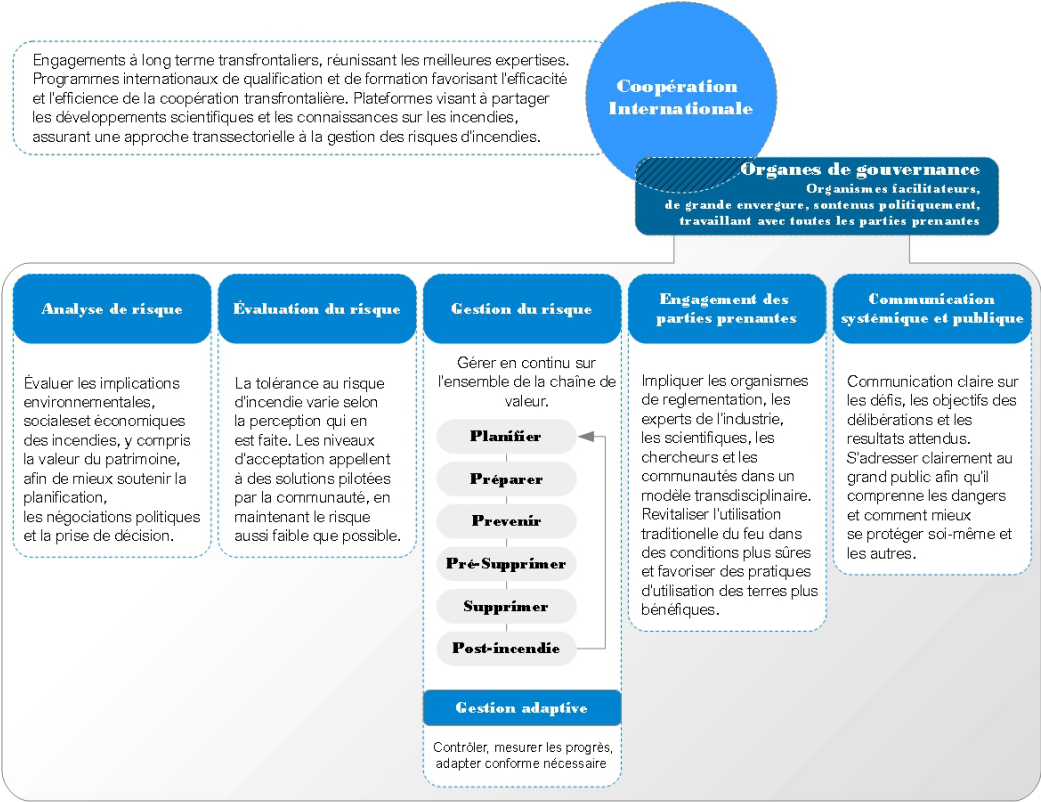 Engagements à long terme transfrontaliers, réunissant les meilleures expertises.
Programmes internationaux de qualification et de formation favorisant l'efficacité
et l'efficience de la coopération transfrontalière. Plateformes visant à partager
les développements scientifiques et les connaissances sur les incendies,
assurant une approche transsectorielle à la gestion des risques d'incendies.
Coopération
Internationale
Organes de gouvernance
Organismes facilitateurs,
de grande envergure, sontenus politiquement,
travaillant avec toutes les parties prenantes
Analyse de risque
Évaluer les implications
environnementales,
socialeset économiques
des incendies, y compris
la valeur du patrimoine,
afin de mieux soutenir la
planification,
les négociations politiques
et la prise de décision.
Évaluation du risque
La tolérance au risque
d'incendie varie selon
la perception qui en
est faite. Les niveaux
d'acceptation appellent
à des solutions pilotées
par la communauté, en
maintenant le risque
aussi faible que possible.
Gestion du risque
Gérer en continu sur
l'ensemble de la chaîne de
valeur.
Planifier
Préparer
Prevenir
Pré-Supprimer
Supprimer
Post-incendie
Gestion adaptive
Contrôler, mesurer les progrès,
adapter conforme nécessaire
Engagement des
parties prenantes
Impliquer les organismes
de reglementation, les
experts de l'industrie,
les scientifiques, les
chercheurs et les
communautés dans un
modèle transdisciplinaire.
Revitaliser l'utilisation
traditionelle du feu dans
des conditions plus sûres
et favoriser des pratiques
d'utilisation des terres plus
bénéfiques.
Communication
systémique et publique
Communication claire sur
les défis, les objectifs des
délibérations et les
resultats attendus.
S'adresser clairement au
grand public afin qu'il
comprenne les dangers
et comment mieux
se protéger soi-même et
les autres.